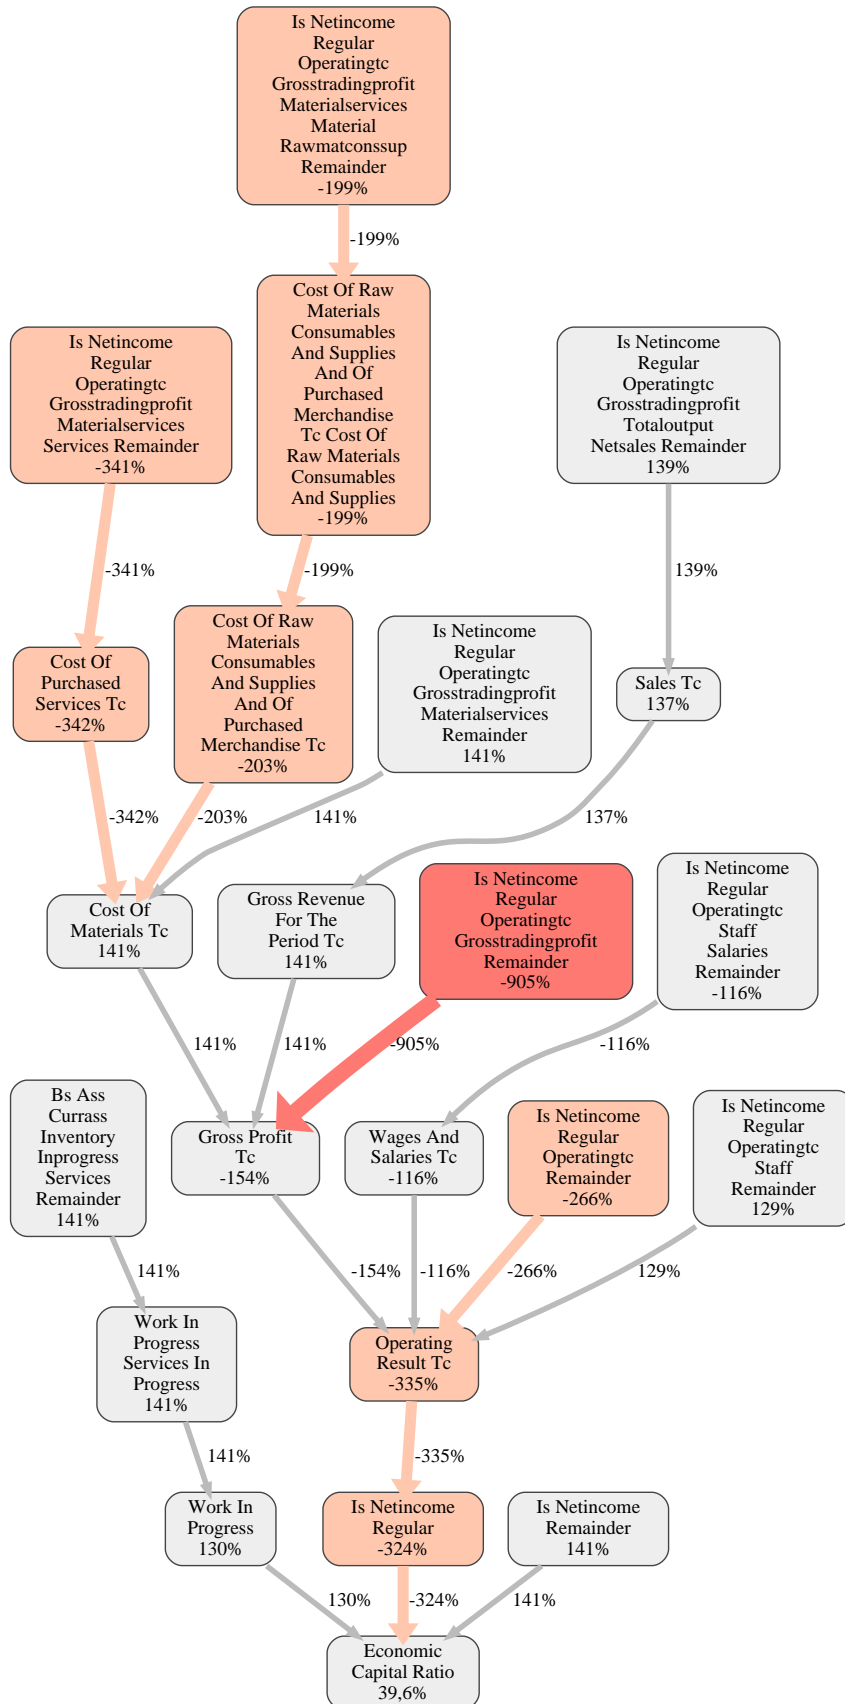 Is Netincome
Regular
Operatingtc
Grosstradingprofit
Materialservices
Material
Rawmatconssup
Remainder
-199%
-199%
Cost Of Raw
Materials
Consumables
And Supplies
And Of
Purchased
Merchandise
Tc Cost Of
Raw Materials
Consumables
And Supplies
-199%
Is Netincome
Regular
Operatingtc
Grosstradingprofit
Materialservices
Services Remainder
-341%
Is Netincome
Regular
Operatingtc
Grosstradingprofit
Totaloutput
Netsales Remainder
139%
-341%
-199%
139%
Cost Of
Purchased
Services Tc
-342%
Cost Of Raw
Materials
Consumables
And Supplies
And Of
Purchased
Merchandise Tc
-203%
Is Netincome
Regular
Operatingtc
Grosstradingprofit
Materialservices
Remainder
141%
Sales Tc
137%
-342%
-203%
141%
137%
Cost Of
Materials Tc
141%
Gross Revenue
For The
Period Tc
141%
Is Netincome
Regular
Operatingtc
Grosstradingprofit
Remainder
-905%
Is Netincome
Regular
Operatingtc
Staff
Salaries
Remainder
-116%
141%
141%
-905%
-116%
Bs Ass
Currass
Inventory
Inprogress
Services
Remainder
141%
Gross Profit
Tc
-154%
Wages And
Salaries Tc
-116%
Is Netincome
Regular
Operatingtc
Remainder
-266%
Is Netincome
Regular
Operatingtc
Staff
Remainder
129%
141%
-154%
-116%
-266%
129%
Work In
Progress
Services In
Progress
141%
Operating
Result Tc
-335%
141%
-335%
Work In
Progress
130%
Is Netincome
Regular
-324%
Is Netincome
Remainder
141%
130%
-324%
141%
Economic
Capital Ratio
39,6%